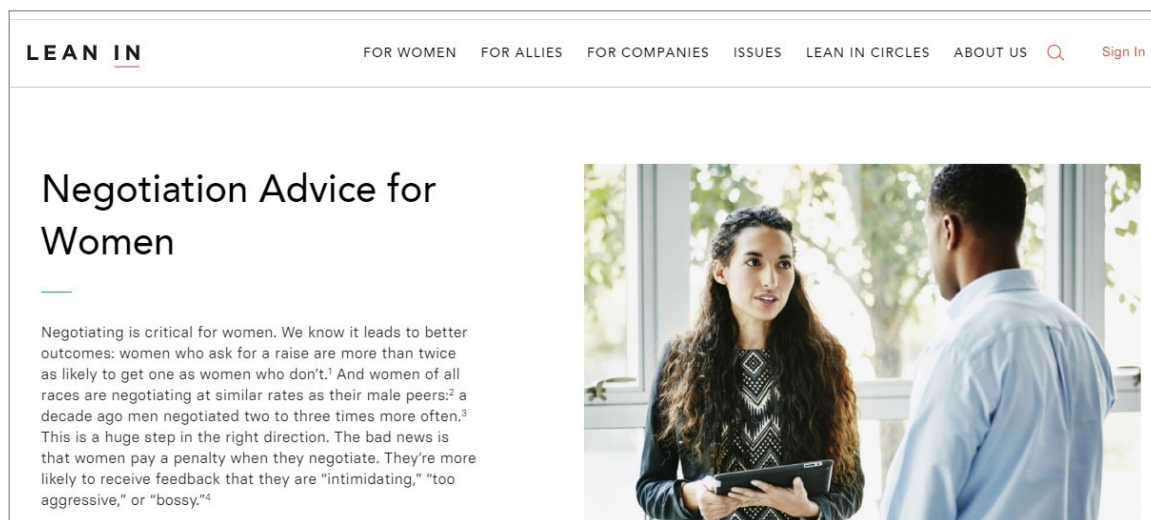 LEAN IN
FOR WOMEN FOR ALLIES FOR COMPANIES ISSUES LEAN IN CIRCLES ABOUT US Sign In
Negotiation Advice for
Women
Negotiating is critical for women. We know it leads to better
outcomes: women who ask for a raise are more than twice
as likely to get one as women who don’t.¹ And women of all
races are negotiating at similar rates as their male peers:² a
decade ago men negotiated two to three times more often.³
This is a huge step in the right direction. The bad news is
that women pay a penalty when they negotiate. They’re more
likely to receive feedback that they are “intimidating,” “too
aggressive,” or “bossy.”⁴